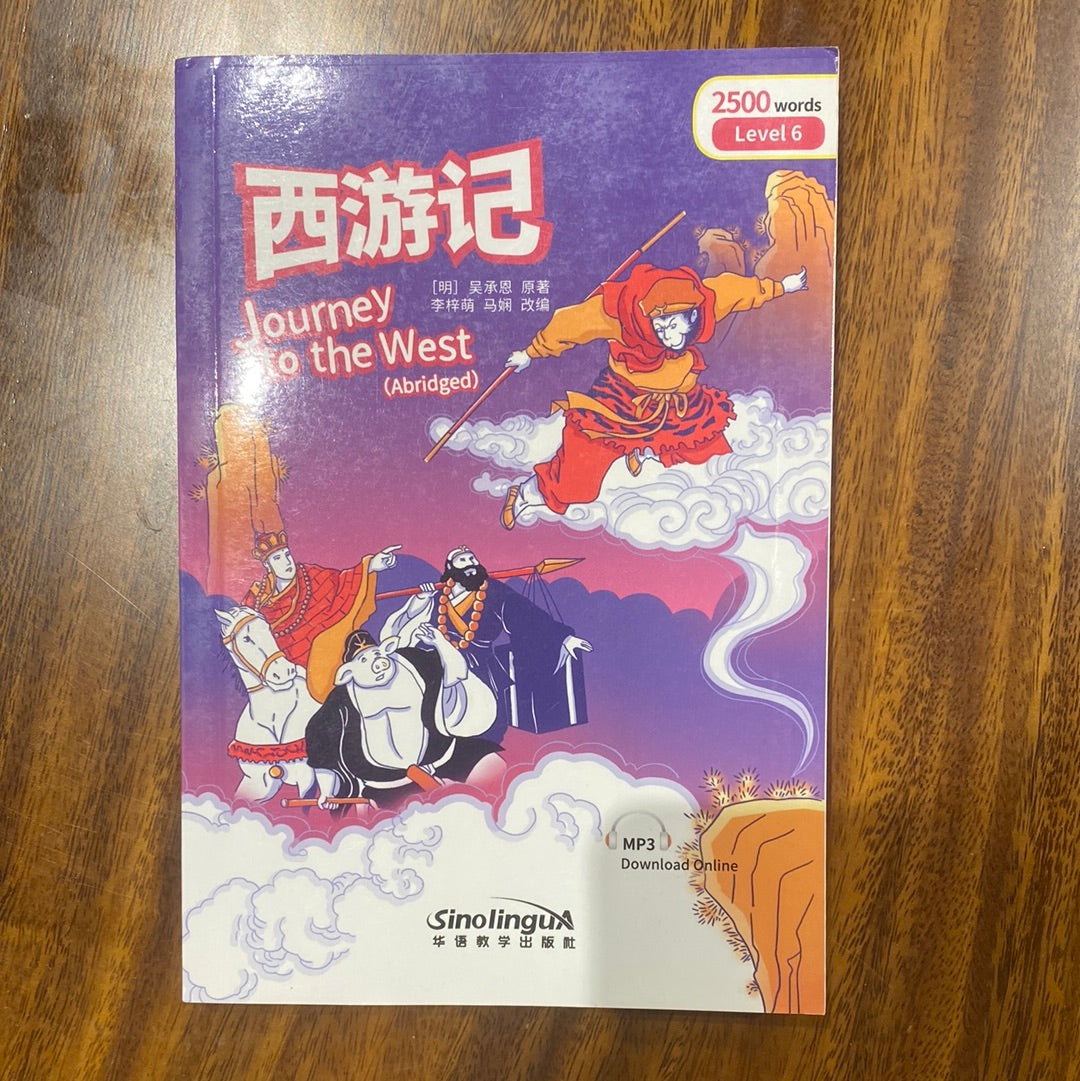 2500 words
Level 6
西游记
[明] 吴承恩 原著
李梓萌 马娴 改编
Journey
to the West
(Abridged)
MP3
Download Online
SinolinguA
华语教学出版社